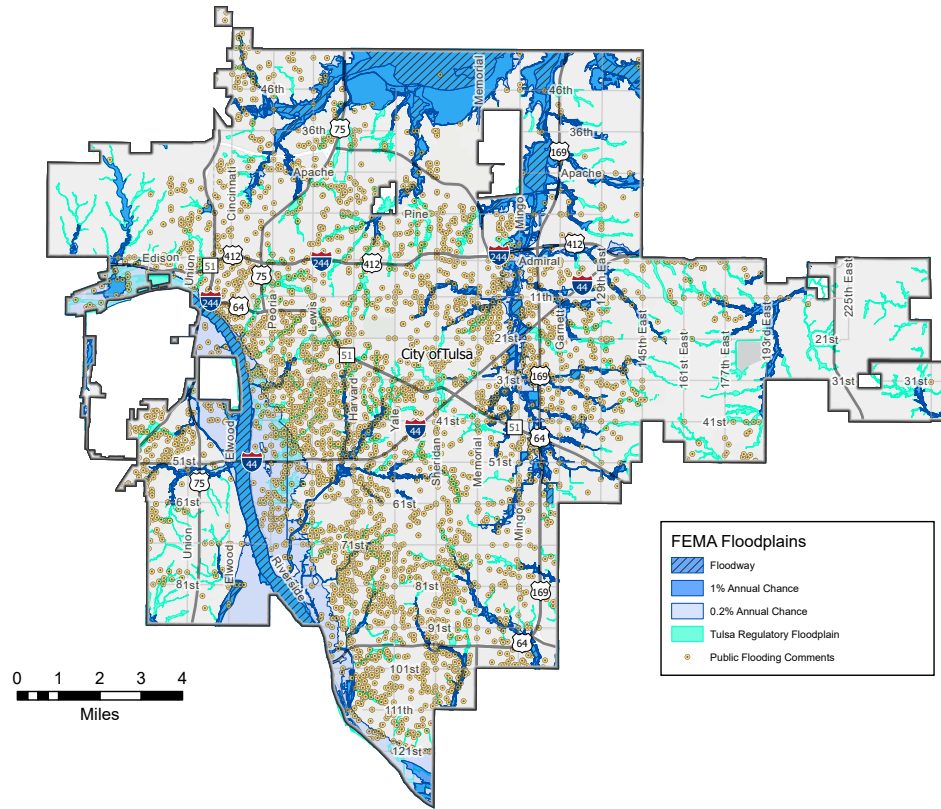 46th
Memorial
46th
36th
75
36th
169
Apache
Apache
Cincinnati
Mingo
Pine
Edison
Union
51
412
75
244
412
244
412
Admiral
44
129th East
244
64
Peoria
Lewis
11th
Garnett
51
City of Tulsa
21st
45th East
161st East
177th East
193rd East
225th East
21st
31st
169
31st
31st
Harvard
Yale
41st
44
Sheridan
51
64
41st
Elwood
44
51st
Memorial
51st
75
61st
61st
Mingo
Union
Elwood
Riverside
71st
81st
81st
169
91st
64
101st
111th
121st
FEMA Floodplains
Floodway
1% Annual Chance
0.2% Annual Chance
Tulsa Regulatory Floodplain
Public Flooding Comments
0 1 2 3 4
Miles